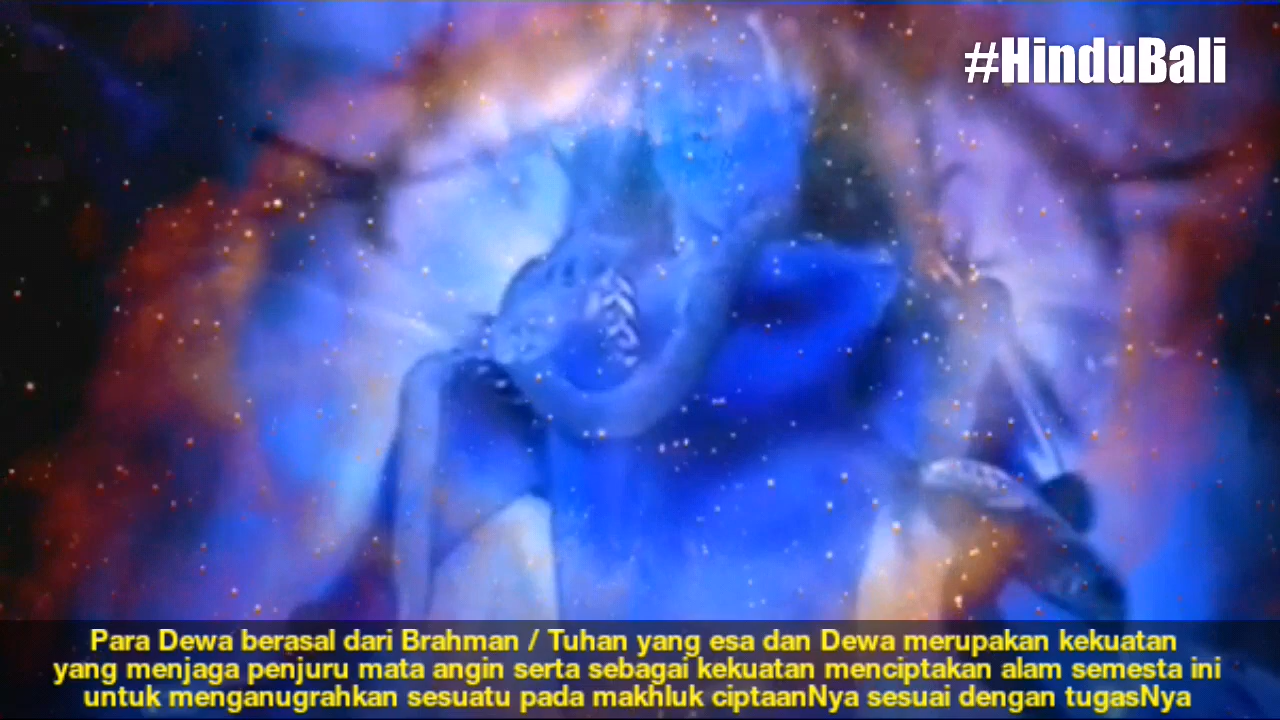 #HinduBali
Para Dewa berasal dari Brahman / Tuhan yang esa dan Dewa merupakan kekuatan
yang menjaga penjuru mata angin serta sebagai kekuatan menciptakan alam semesta ini
untuk menganugrahkan sesuatu pada makhluk ciptaanNya sesuai dengan tugasNya